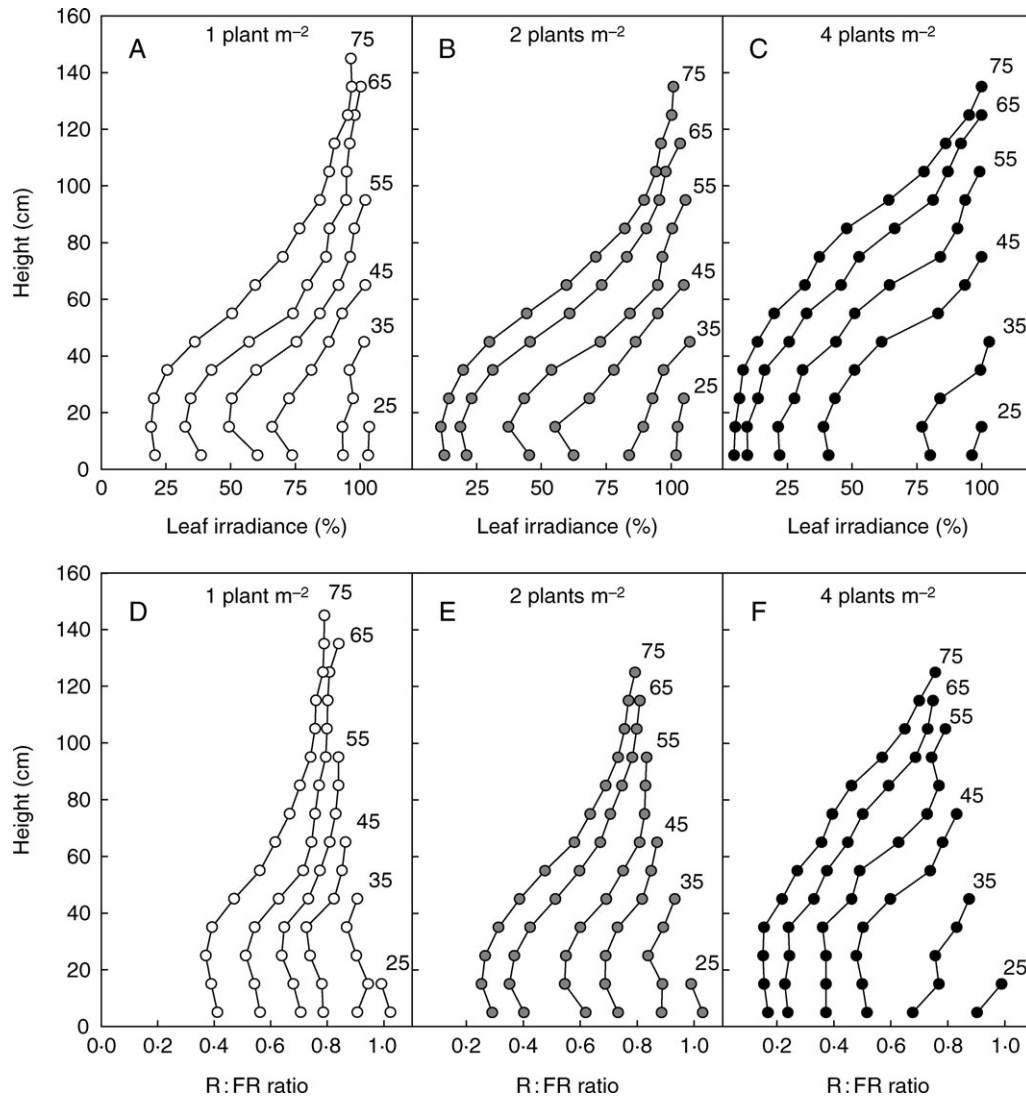 160
140
120
100
80
60
40
20
0
Height (cm)
A
1 plant m⁻²
75
65
55
45
35
25
B
2 plants m⁻²
75
65
55
45
35
25
C
4 plants m⁻²
75
65
55
45
35
25
0 25 50 75 100
25 50 75 100
25 50 75 100
Leaf irradiance (%)
Leaf irradiance (%)
Leaf irradiance (%)
160
140
120
100
80
60
40
20
0
Height (cm)
D
1 plant m⁻²
75
65
55
45
35
25
E
2 plants m⁻²
75
65
55
45
35
25
F
4 plants m⁻²
75
65
55
45
35
25
0·0 0·2 0·4 0·6 0·8 1·0
0·2 0·4 0·6 0·8 1·0
0·2 0·4 0·6 0·8 1·0
R : FR ratio
R : FR ratio
R : FR ratio